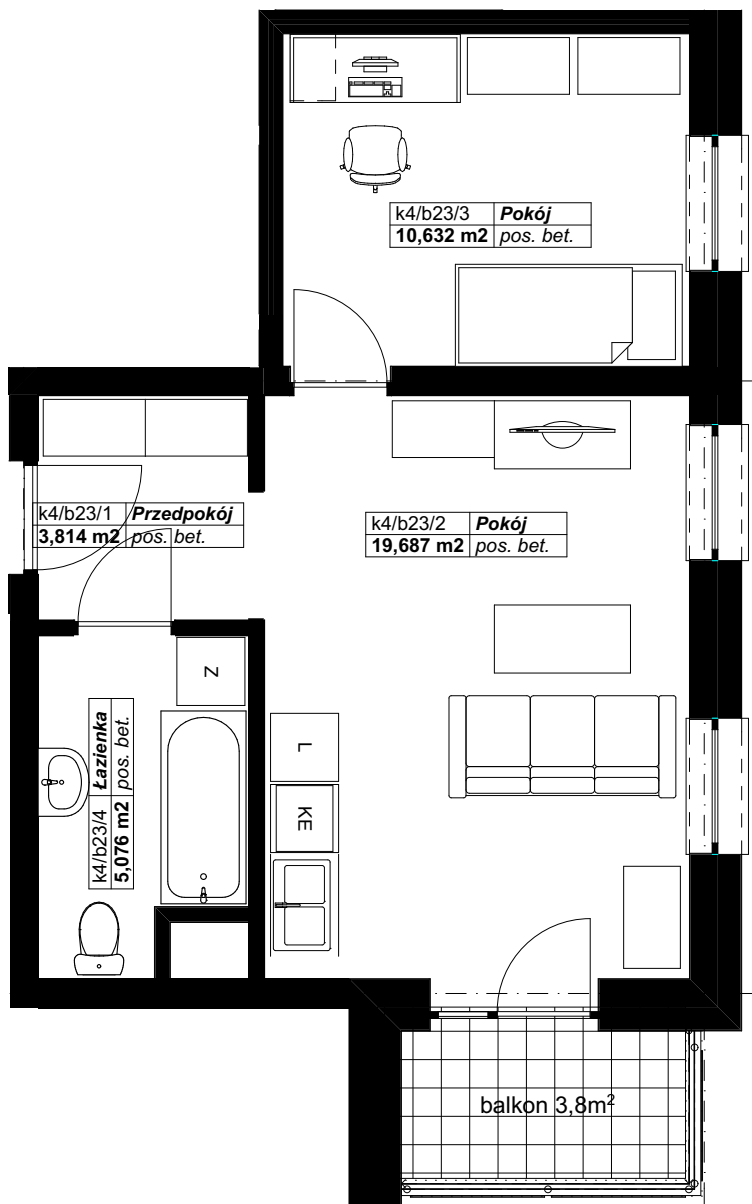 k4/b23/3 Pokój
10,632 m2 pos. bet.
k4/b23/1 Przedpokój
3,814 m2 pos. bet.
k4/b23/2 Pokój
19,687 m2 pos. bet.
Z
k4/b23/4 Łazienka
5,076 m2 pos. bet.
L
KE
balkon 3,8m²